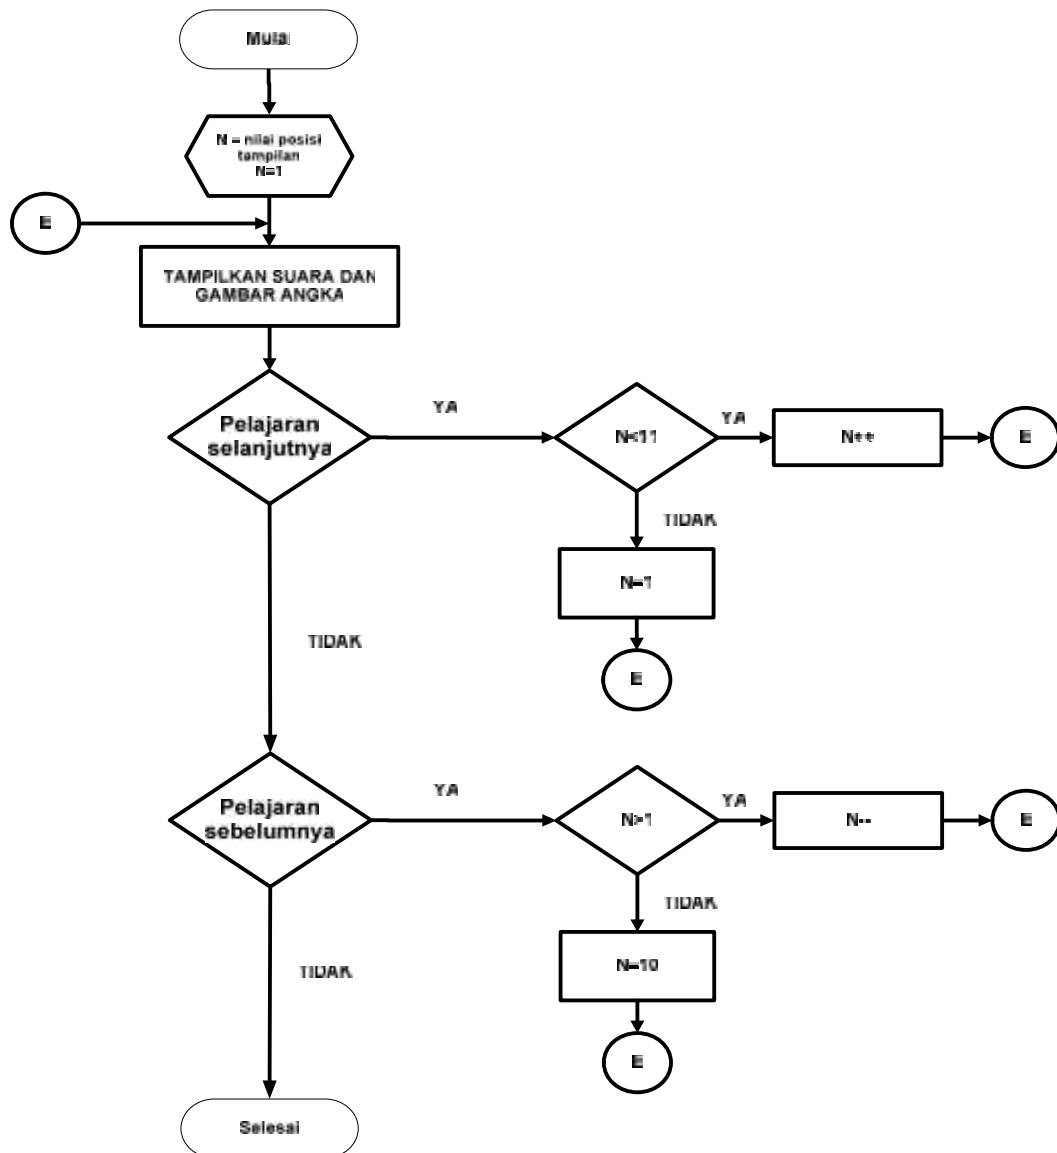 Mulai
N = nilai posisi
tampilan
N=1
E
TAMPILKAN SUARA DAN
GAMBAR ANGKA
Pelajaran
selanjutnya
YA
N<11
YA
N++
E
TIDAK
N=1
E
TIDAK
Pelajaran
sebelumnya
YA
N>1
YA
N--
E
TIDAK
N=10
E
TIDAK
Selesai